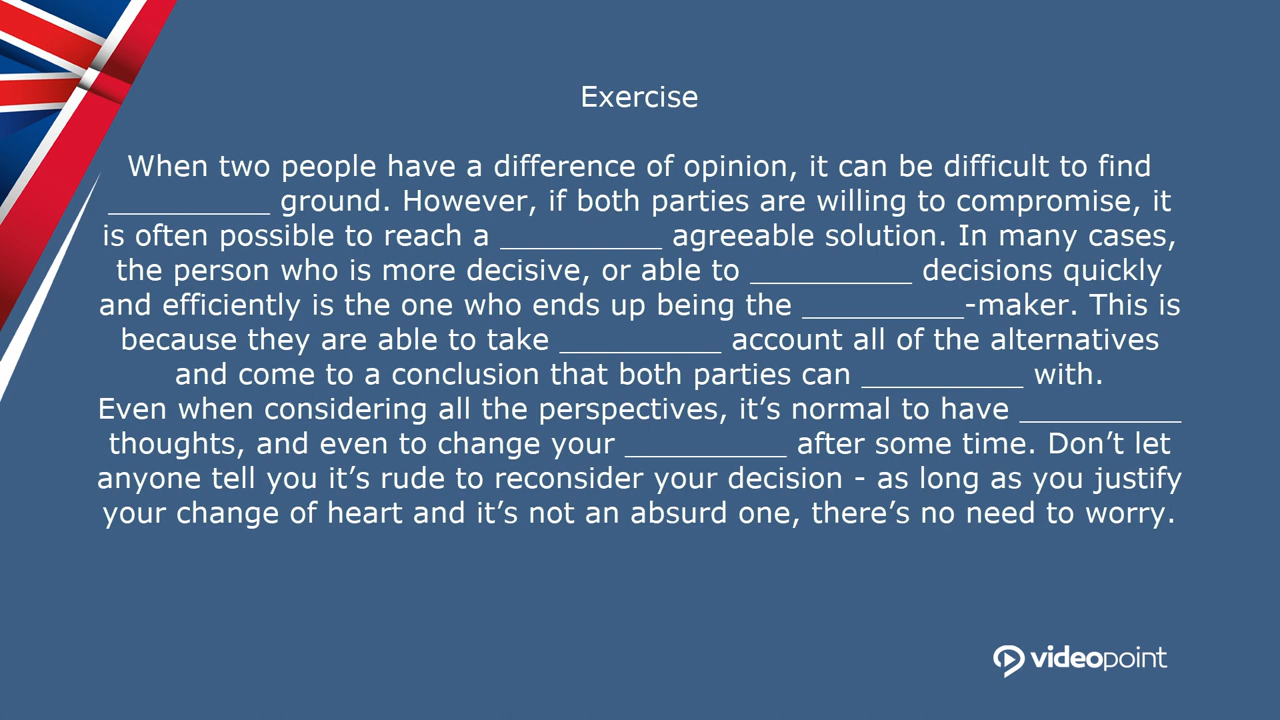 Exercise
When two people have a difference of opinion, it can be difficult to find
__________ ground. However, if both parties are willing to compromise, it
is often possible to reach a __________ agreeable solution. In many cases,
the person who is more decisive, or able to __________ decisions quickly
and efficiently is the one who ends up being the __________-maker. This is
because they are able to take __________ account all of the alternatives
and come to a conclusion that both parties can __________ with.
Even when considering all the perspectives, it’s normal to have __________
thoughts, and even to change your __________ after some time. Don’t let
anyone tell you it’s rude to reconsider your decision - as long as you justify
your change of heart and it’s not an absurd one, there’s no need to worry.
videopoint